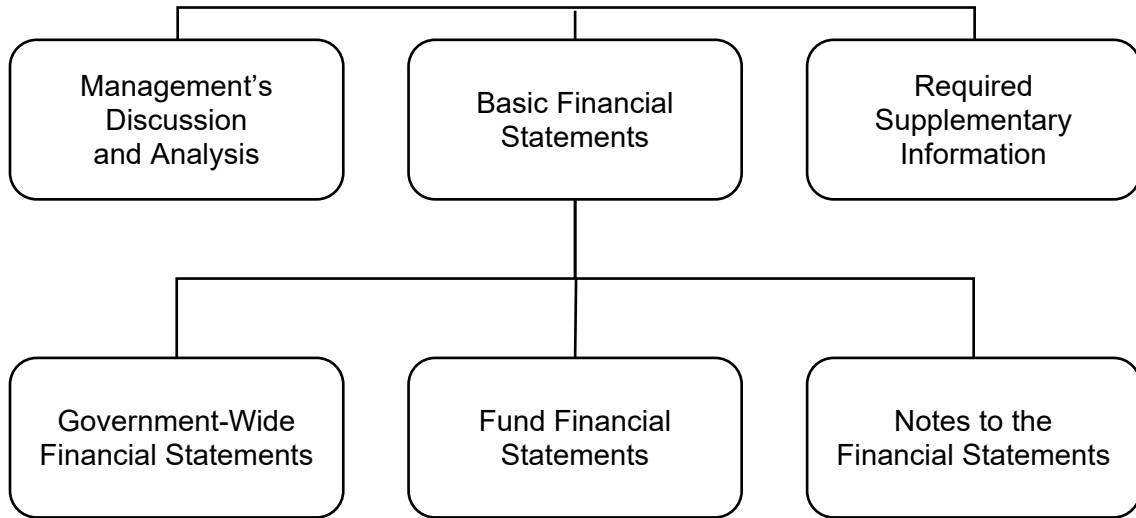 Management’s
Discussion
and Analysis
Basic Financial
Statements
Required
Supplementary
Information
Government-Wide
Financial Statements
Fund Financial
Statements
Notes to the
Financial Statements